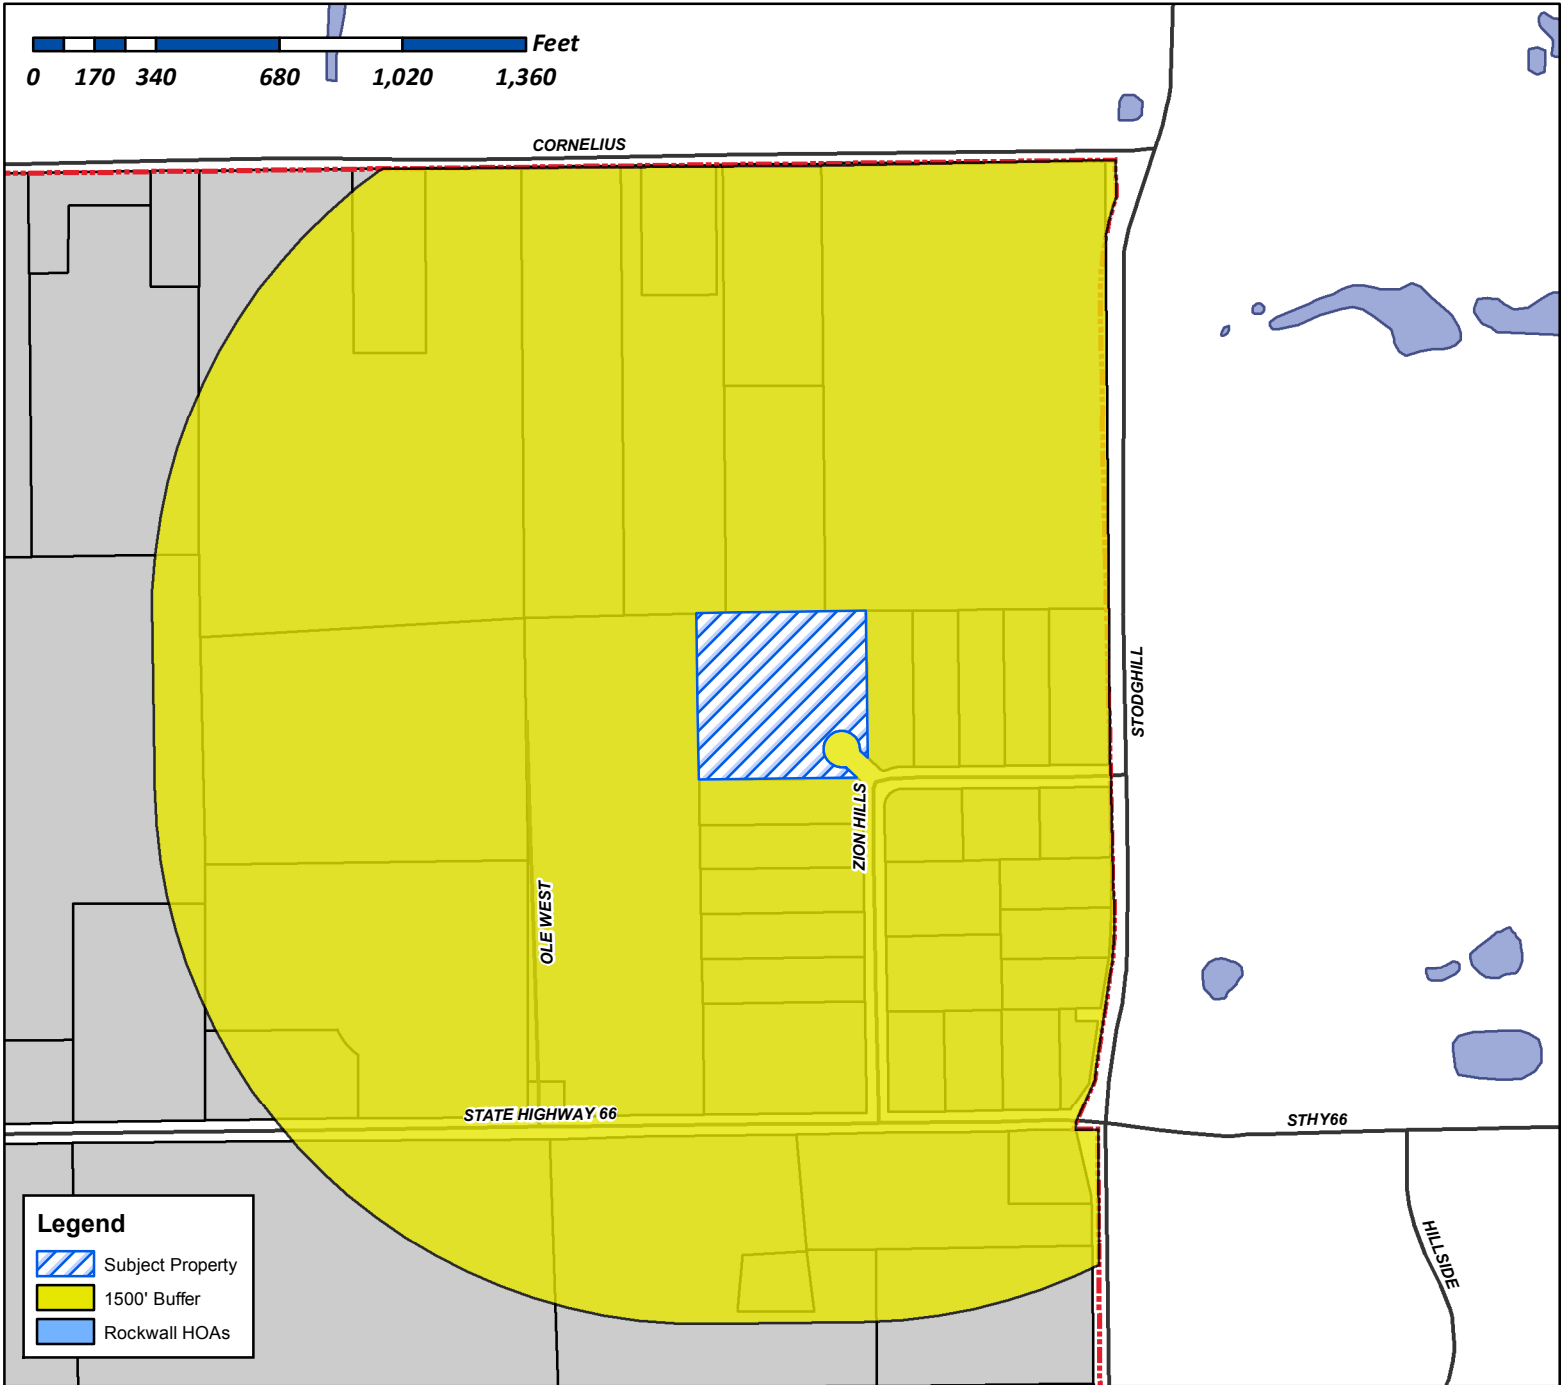 Feet
0 170 340 680 1,020 1,360
CORNELIUS
STODGHILL
ZION HILLS
OLE WEST
STATE HIGHWAY 66
STHY66
HILLSIDE
Legend
Subject Property
1500' Buffer
Rockwall HOAs